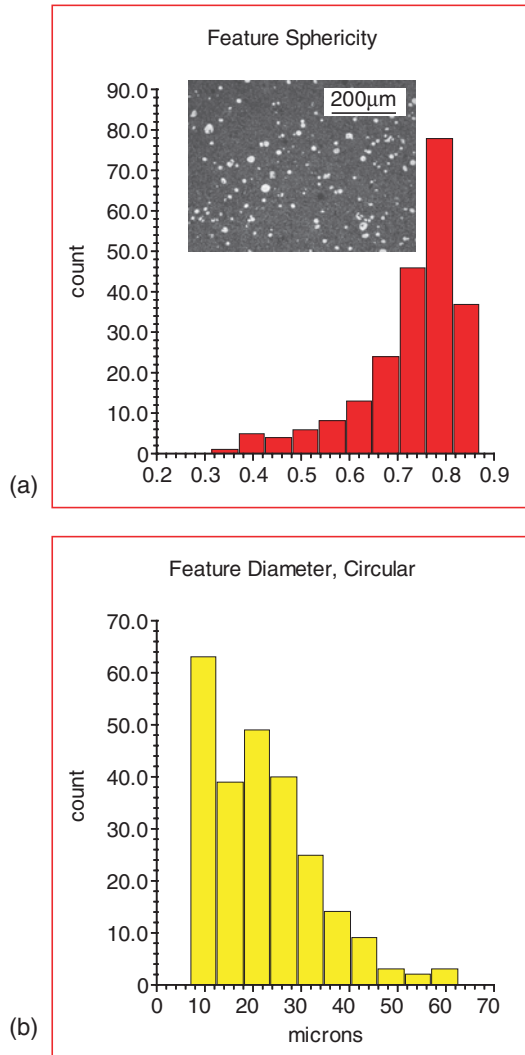 Feature Sphericity
200μm
90.0
80.0
70.0
60.0
50.0
40.0
30.0
20.0
10.0
0
count
0.2 0.3 0.4 0.5 0.6 0.7 0.8 0.9
(a)
Feature Diameter, Circular
70.0
60.0
50.0
40.0
30.0
20.0
10.0
0
count
0 10 20 30 40 50 60 70
microns
(b)